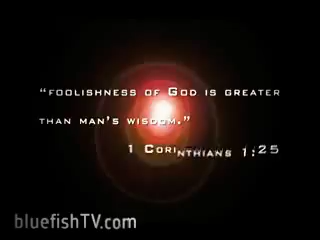 “foolishness of God is greater
than man's wisdom.”
1 Corinthians 1:25
bluefishTV.com